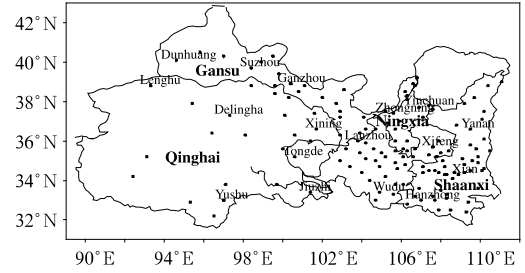 42°N
40°N
38°N
36°N
34°N
32°N
Dunhuang
Suzhou
Gansu
Ganzhou
Lenghu
Delingha
Zhongning
Yinchuan
Ningxia
Xining
Lanzhou
Yanan
Xifeng
Tongde
Qinghai
Xian
Yushu
Jiuzhi
Wudu
Shaanxi
Hanzhong
90°E 94°E 98°E 102°E 106°E 110°E